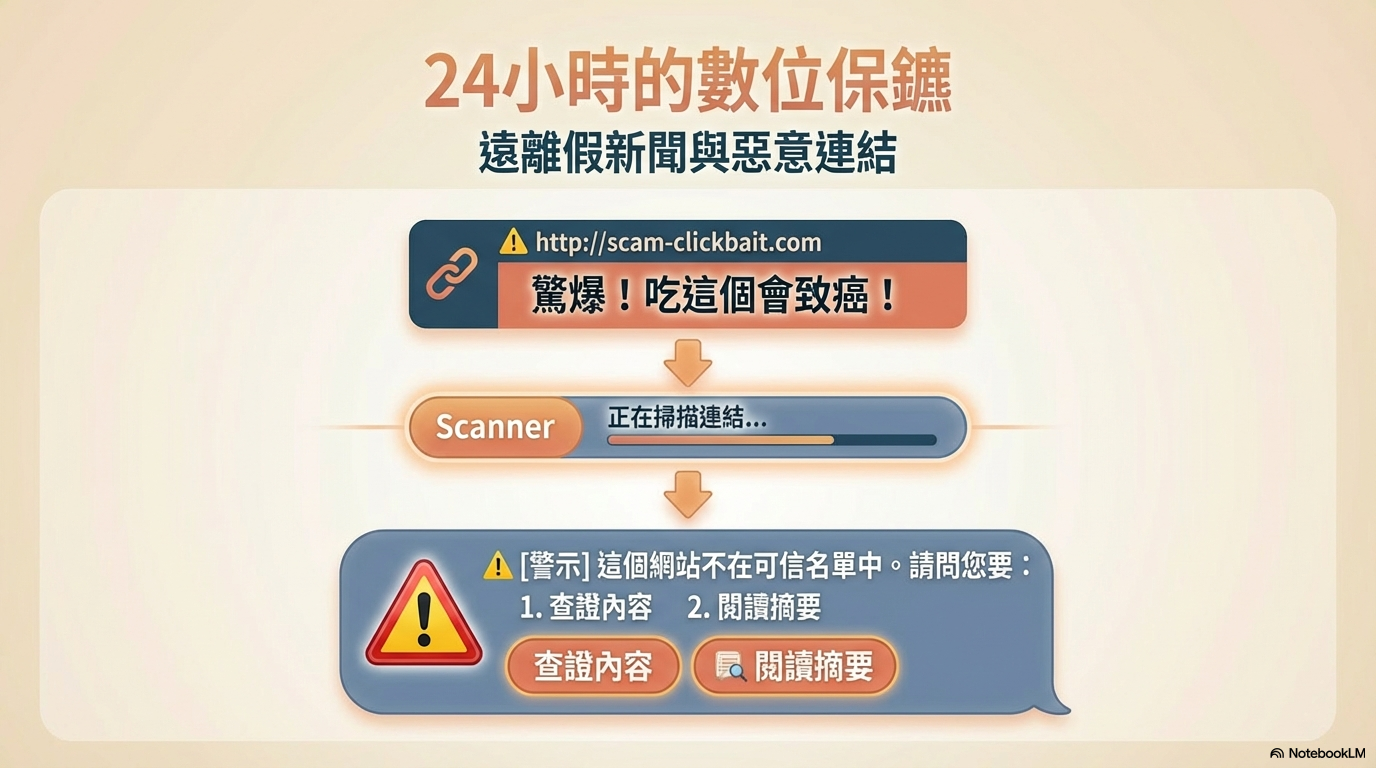 24小時的數位保鑣
遠離假新聞與惡意連結
⚠️ http://scam-clickbait.com
驚爆！吃這個會致癌！
Scanner
正在掃描連結...
⚠️ [警示] 這個網站不在可信名單中。請問您要：
1. 查證內容 2. 閱讀摘要
查證內容
閱讀摘要
NotebookLM